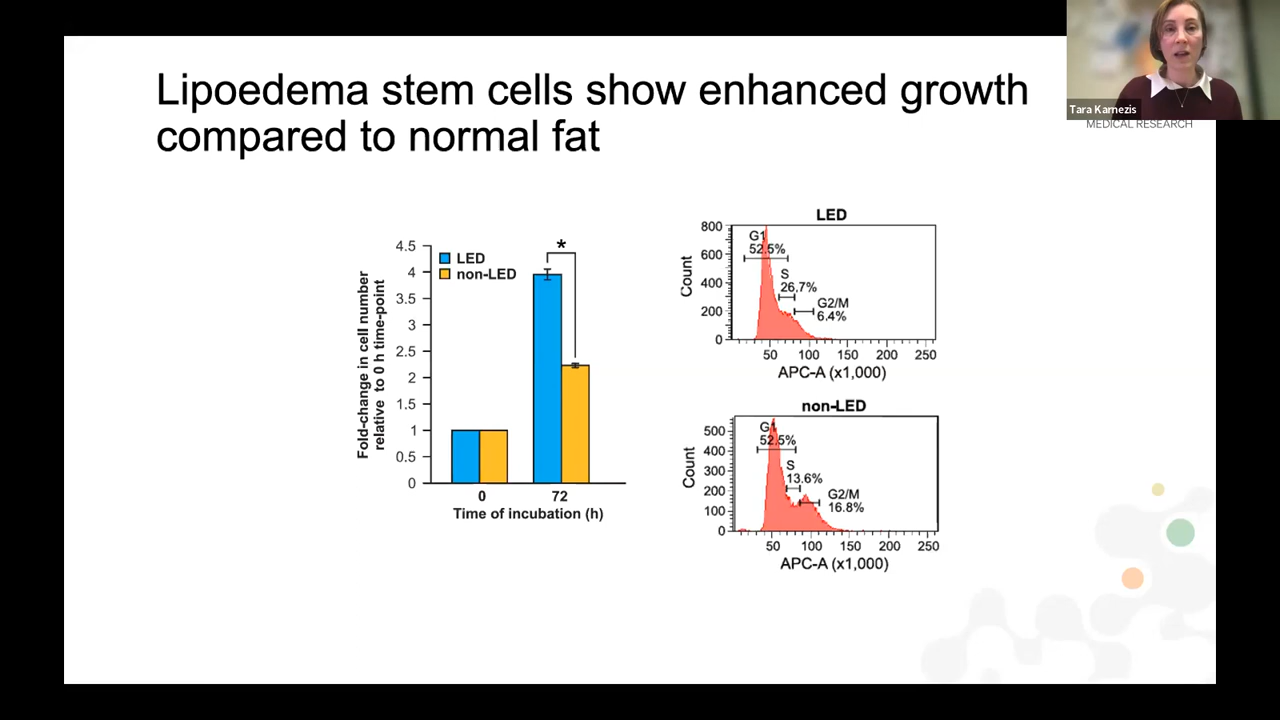 Lipoedema stem cells show enhanced growth
compared to normal fat
Tara Karnezis
MEDICAL RESEARCH
Fold-change in cell number
relative to 0 h time-point
4.5
4
3.5
3
2.5
2
1.5
1
0.5
0
LED
non-LED
*
0 72
Time of incubation (h)
LED
Count
800
600
400
200
0
G1
52.5%
S
26.7%
G2/M
6.4%
50 100 150 200 250
APC-A (x1,000)
non-LED
Count
500
400
300
200
100
0
G1
52.5%
S
13.6%
G2/M
16.8%
50 100 150 200 250
APC-A (x1,000)